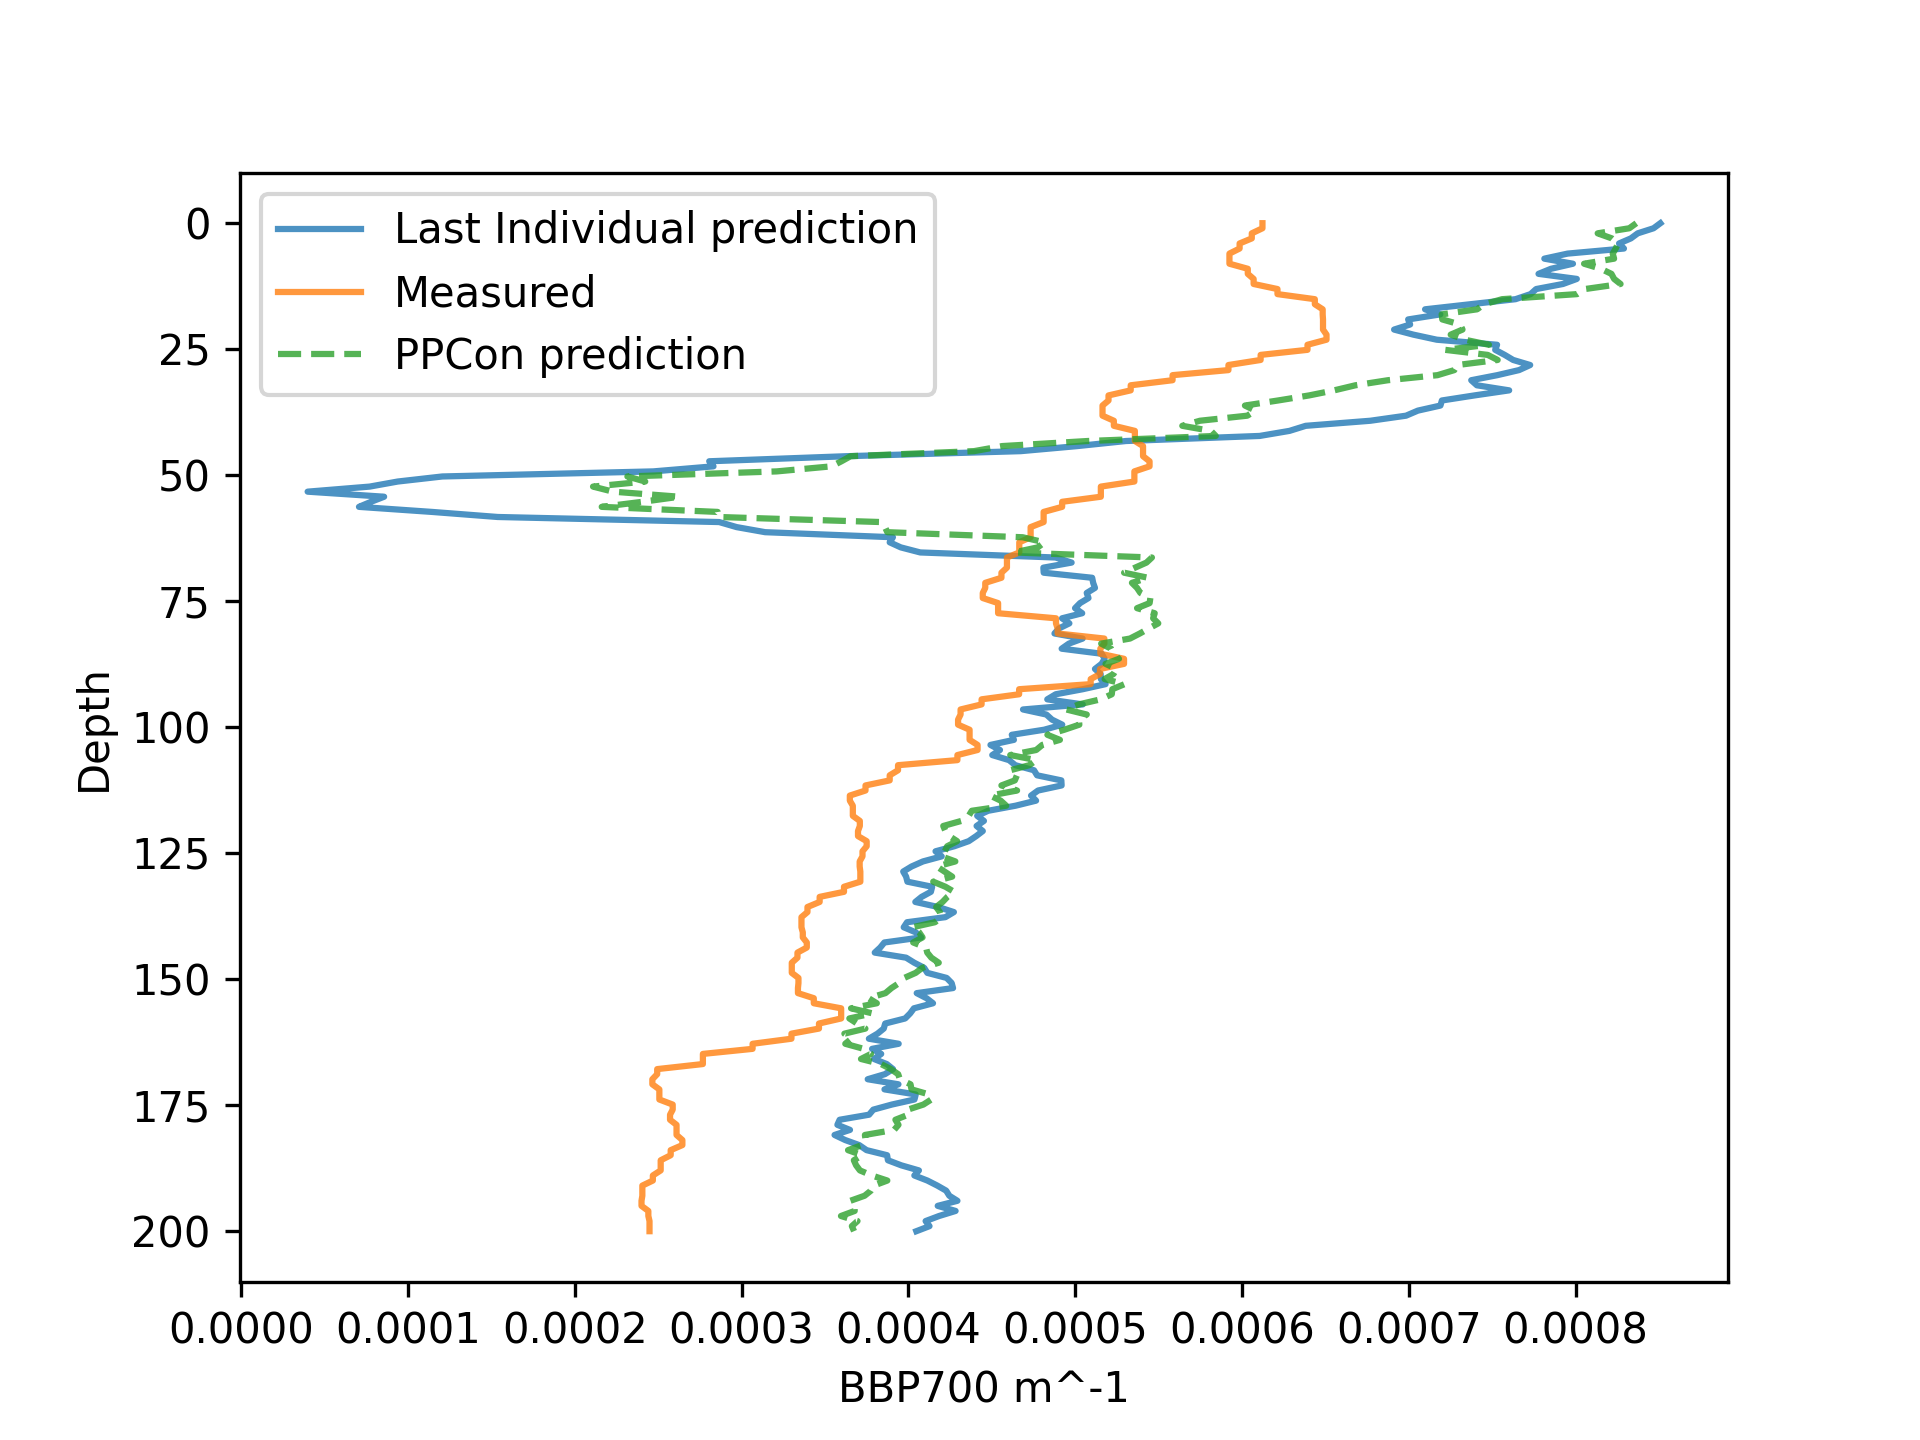 Last Individual prediction
Measured
PPCon prediction
0
25
50
75
100
125
150
175
200
Depth
0.0000 0.0001 0.0002 0.0003 0.0004 0.0005 0.0006 0.0007 0.0008
BBP700 m^-1